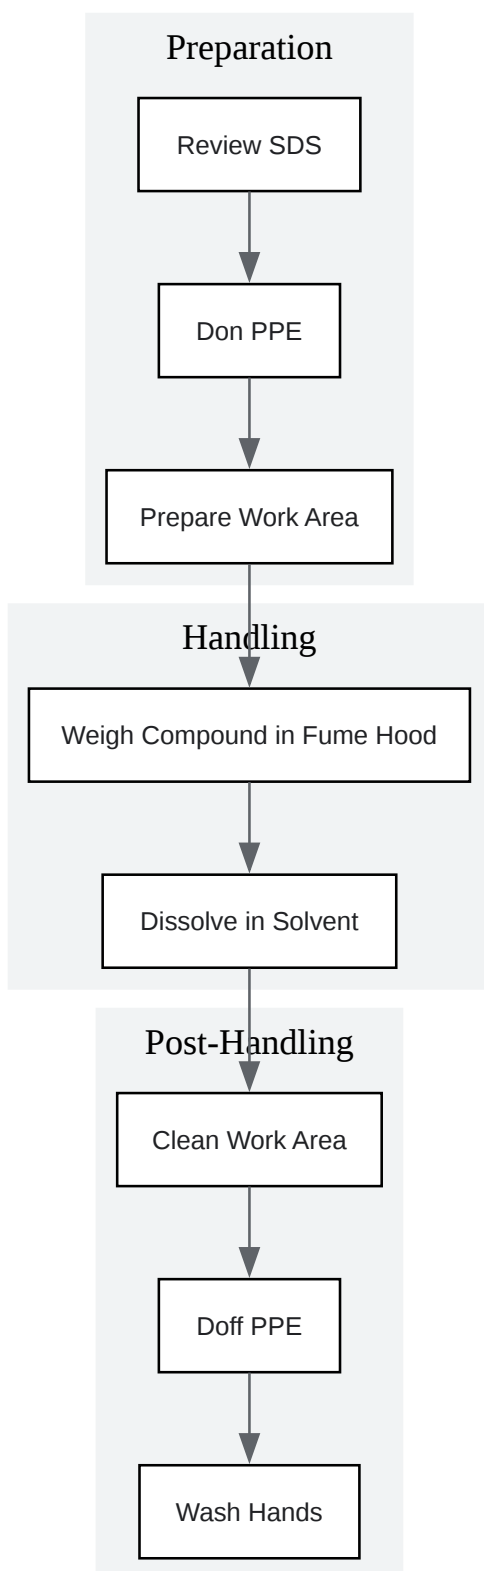 Preparation
Review SDS
Don PPE
Prepare Work Area
Handling
Weigh Compound in Fume Hood
Dissolve in Solvent
Post-Handling
Clean Work Area
Doff PPE
Wash Hands